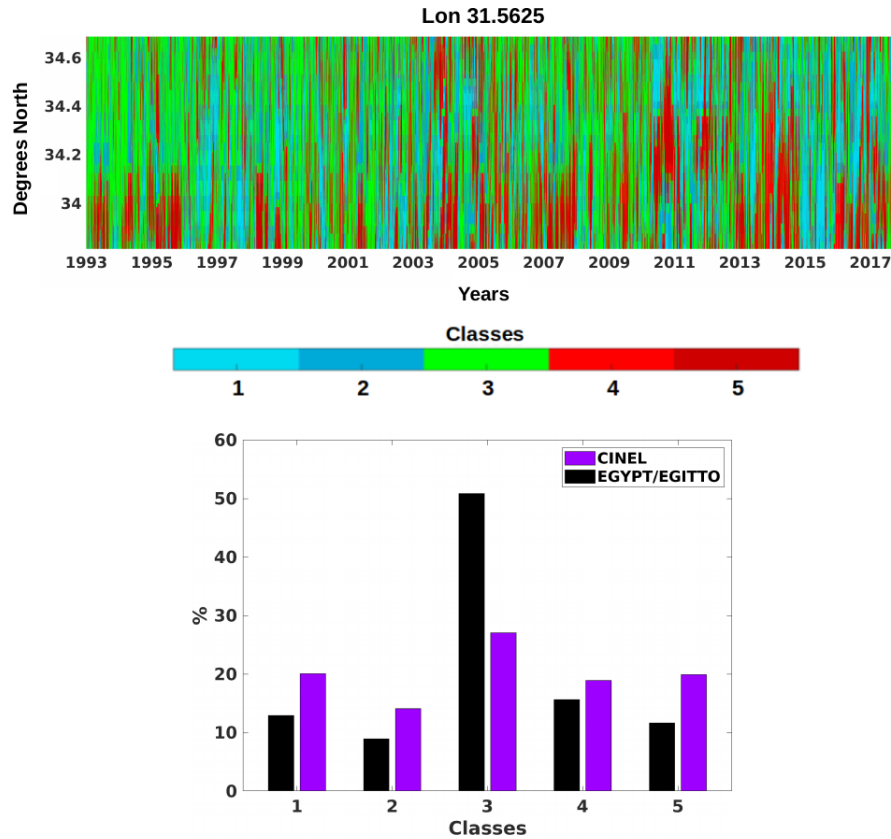 Lon 31.5625
Degrees North
34.6
34.4
34.2
34
1993 1995 1997 1999 2001 2003 2005 2007 2009 2011 2013 2015 2017
Years
Classes
1 2 3 4 5
60
50
40
30
20
10
0
%
CINEL
EGYPT/EGITTO
1 2 3 4 5
Classes